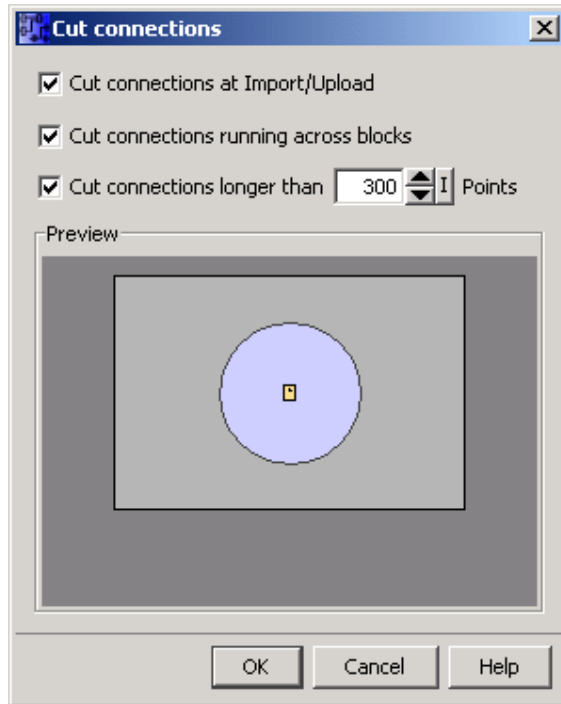 Cut connections
Cut connections at Import/Upload
Cut connections running across blocks
Cut connections longer than 300 I Points
Preview
OK Cancel Help